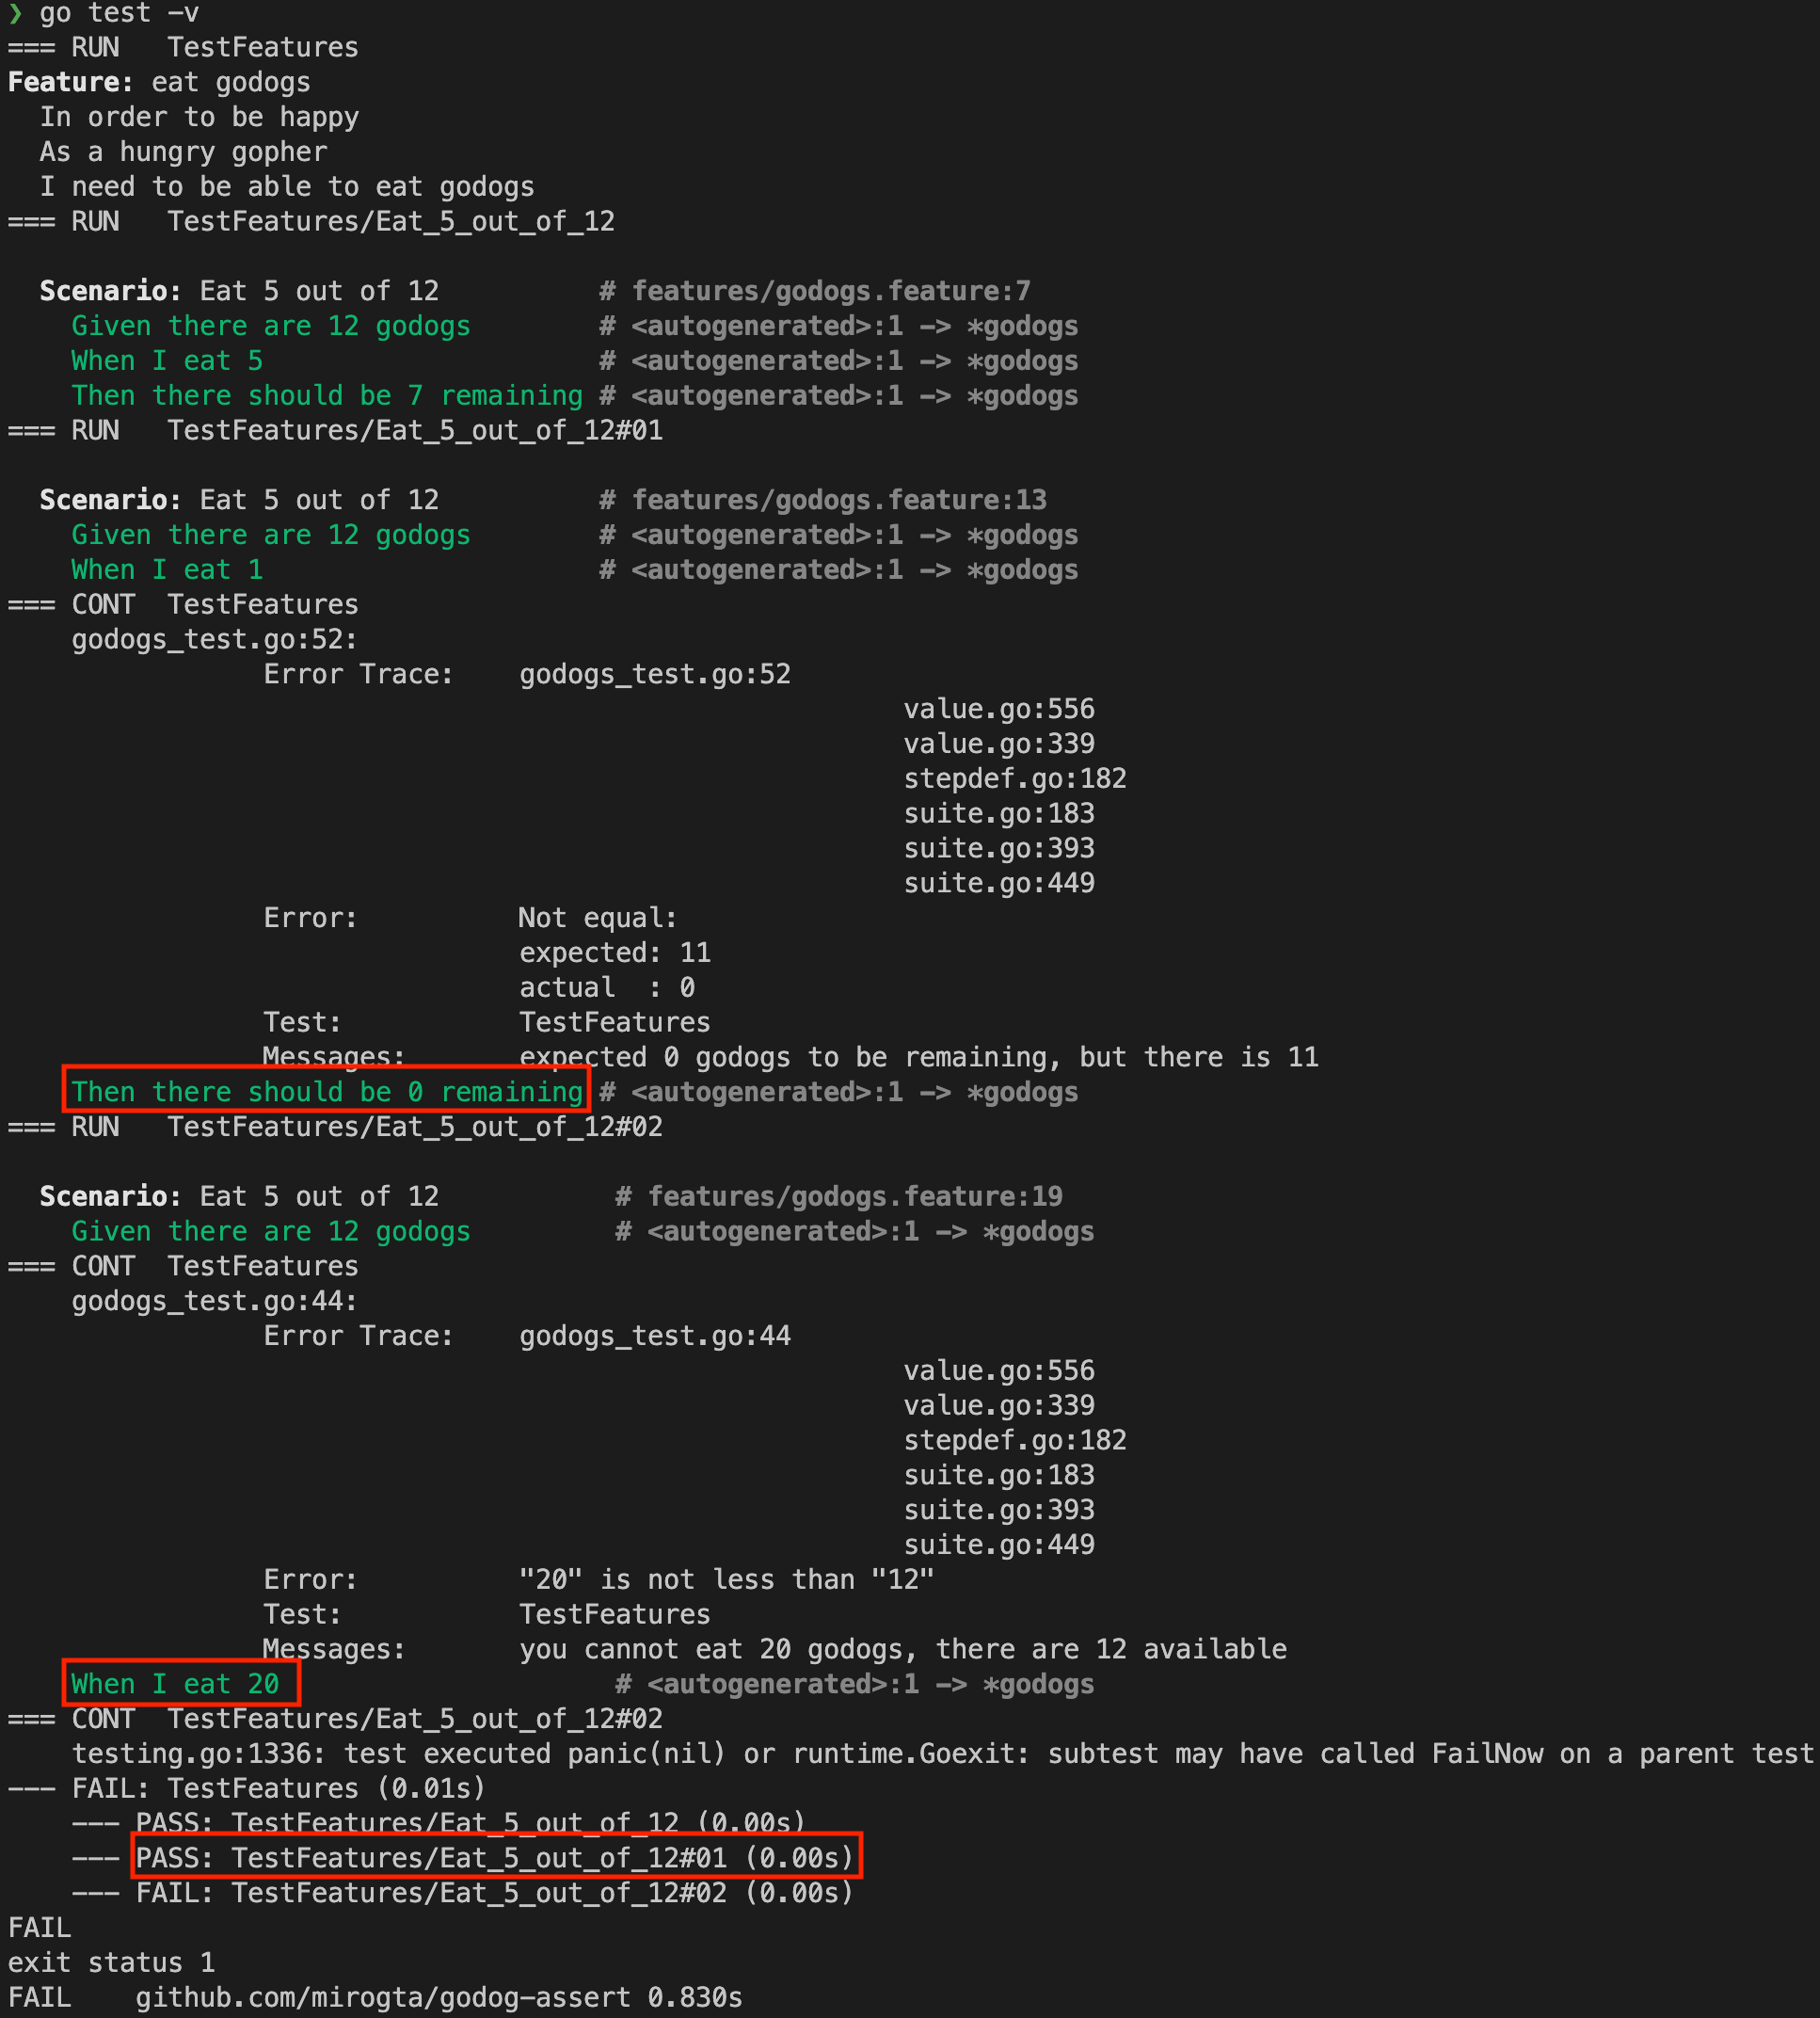 ❯ go test -v
=== RUN   TestFeatures
Feature: eat godogs
  In order to be happy
  As a hungry gopher
  I need to be able to eat godogs
=== RUN   TestFeatures/Eat_5_out_of_12

  Scenario: Eat 5 out of 12          # features/godogs.feature:7
    Given there are 12 godogs        # <autogenerated>:1 -> *godogs
    When I eat 5                     # <autogenerated>:1 -> *godogs
    Then there should be 7 remaining # <autogenerated>:1 -> *godogs
=== RUN   TestFeatures/Eat_5_out_of_12#01

  Scenario: Eat 5 out of 12          # features/godogs.feature:13
    Given there are 12 godogs        # <autogenerated>:1 -> *godogs
    When I eat 1                     # <autogenerated>:1 -> *godogs
=== CONT  TestFeatures
    godogs_test.go:52:
                Error Trace:    godogs_test.go:52
                                                        value.go:556
                                                        value.go:339
                                                        stepdef.go:182
                                                        suite.go:183
                                                        suite.go:393
                                                        suite.go:449
                Error:          Not equal:
                                expected: 11
                                actual  : 0
                Test:           TestFeatures
                Messages:       expected 0 godogs to be remaining, but there is 11
    Then there should be 0 remaining # <autogenerated>:1 -> *godogs
=== RUN   TestFeatures/Eat_5_out_of_12#02

  Scenario: Eat 5 out of 12           # features/godogs.feature:19
    Given there are 12 godogs         # <autogenerated>:1 -> *godogs
=== CONT  TestFeatures
    godogs_test.go:44:
                Error Trace:    godogs_test.go:44
                                                        value.go:556
                                                        value.go:339
                                                        stepdef.go:182
                                                        suite.go:183
                                                        suite.go:393
                                                        suite.go:449
                Error:          "20" is not less than "12"
                Test:           TestFeatures
                Messages:       you cannot eat 20 godogs, there are 12 available
    When I eat 20                     # <autogenerated>:1 -> *godogs
=== CONT  TestFeatures/Eat_5_out_of_12#02
    testing.go:1336: test executed panic(nil) or runtime.Goexit: subtest may have called FailNow on a parent test
--- FAIL: TestFeatures (0.01s)
    --- PASS: TestFeatures/Eat_5_out_of_12 (0.00s)
    --- PASS: TestFeatures/Eat_5_out_of_12#01 (0.00s)
    --- FAIL: TestFeatures/Eat_5_out_of_12#02 (0.00s)
FAIL
exit status 1
FAIL    github.com/mirogta/godog-assert 0.830s